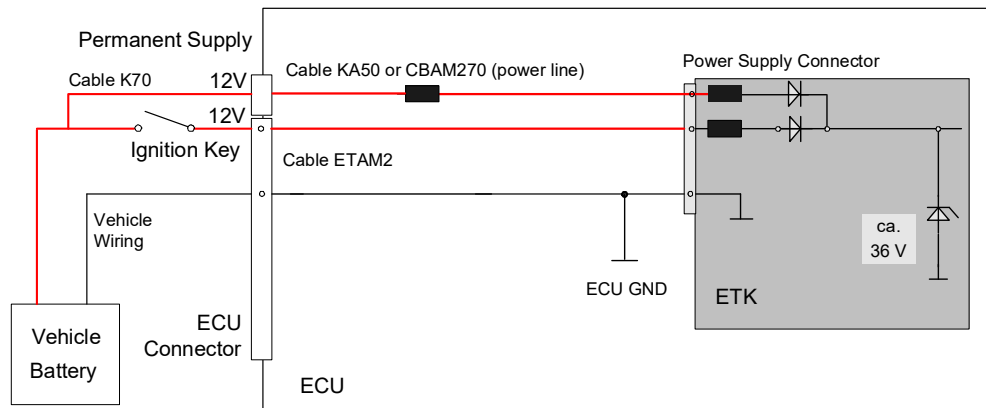 Permanent Supply
Cable K70
12V
Cable KA50 or CBAM270 (power line)
Power Supply Connector
12V
Ignition Key
Cable ETAM2
Vehicle
Wiring
ca.
36 V
ECU GND
ETK
Vehicle
Battery
ECU
Connector
ECU